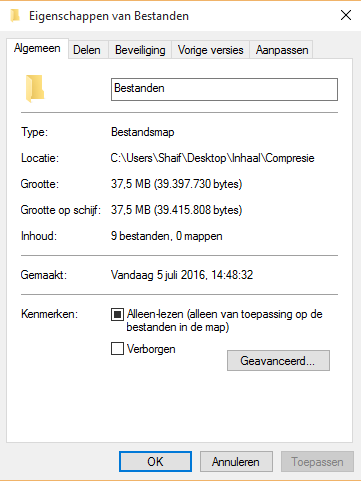 Eigenschappen van Bestanden
Algemeen Delen Beveiliging Vorige versies Aanpassen
Bestanden
Type: Bestandsmap
Locatie: C:\Users\Shaif\Desktop\Inhaal\Compresie
Grootte: 37,5 MB (39.397.730 bytes)
Grootte op schijf: 37,5 MB (39.415.808 bytes)
Inhoud: 9 bestanden, 0 mappen
Gemaakt: Vandaag 5 juli 2016, 14:48:32
Kenmerken: Alleen-lezen (alleen van toepassing op de
bestanden in de map)
Verborgen
Geavanceerd...
OK Annuleren Toepassen